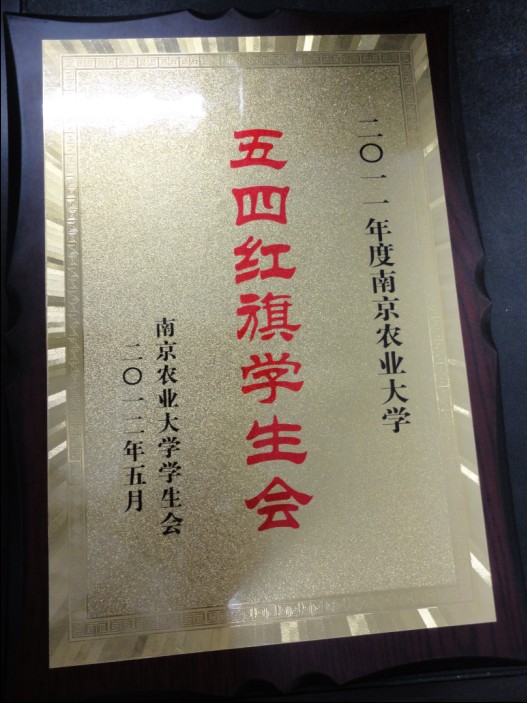 二〇一一年度南京农业大学
五四红旗学生会
南京农业大学学生会
二〇一二年五月